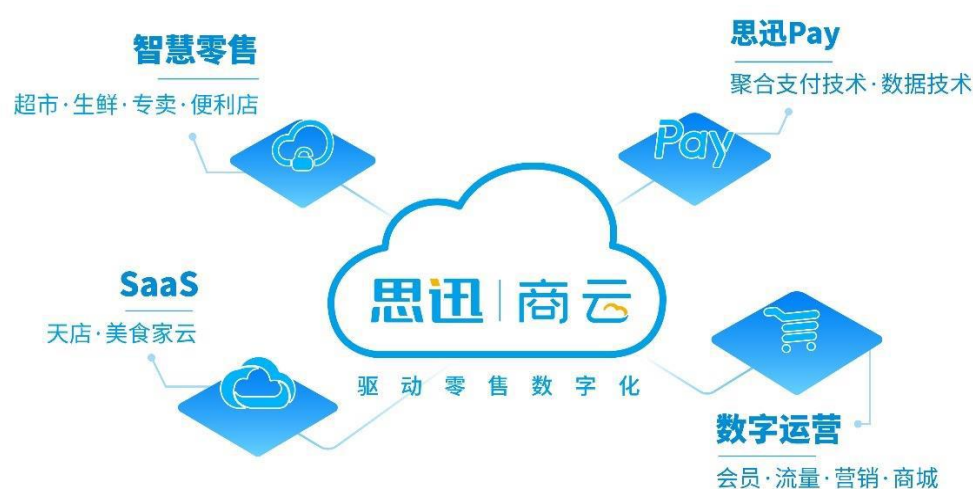 智慧零售
超市·生鲜·专卖·便利店
思迅Pay
聚合支付技术·数据技术
Pay
思迅|商云
驱动零售数字化
SaaS
天店·美食家云
数字运营
会员·流量·营销·商城